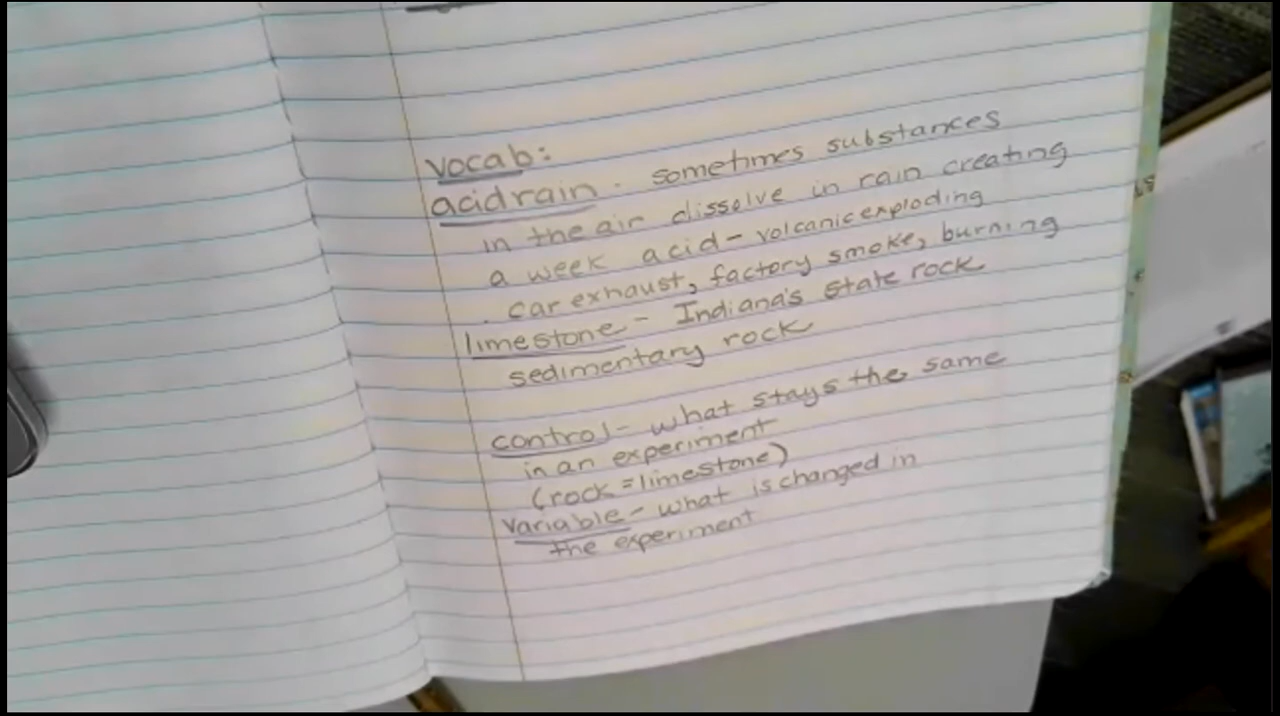 vocab:
acid rain - sometimes substances
in the air dissolve in rain creating
a week acid - volcanic exploding
car exhaust, factory smoke, burning
limestone - Indiana's state rock
sedimentary rock
control - what stays the same
in an experiment
(rock = limestone)
variable - what is changed in
the experiment